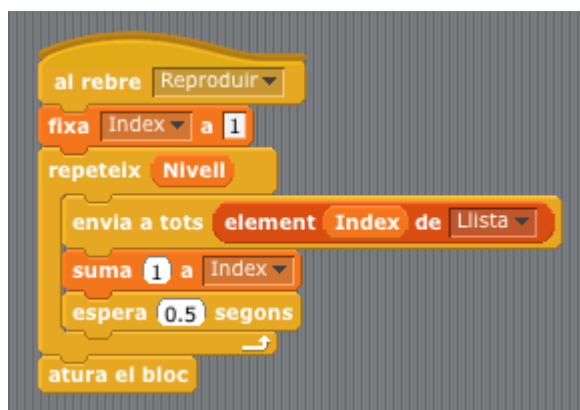 al rebre Reproduir
fixa Index a 1
repeteix Nivell
envia a tots element Index de Llista
suma 1 a Index
espera 0.5 segons
atura el bloc